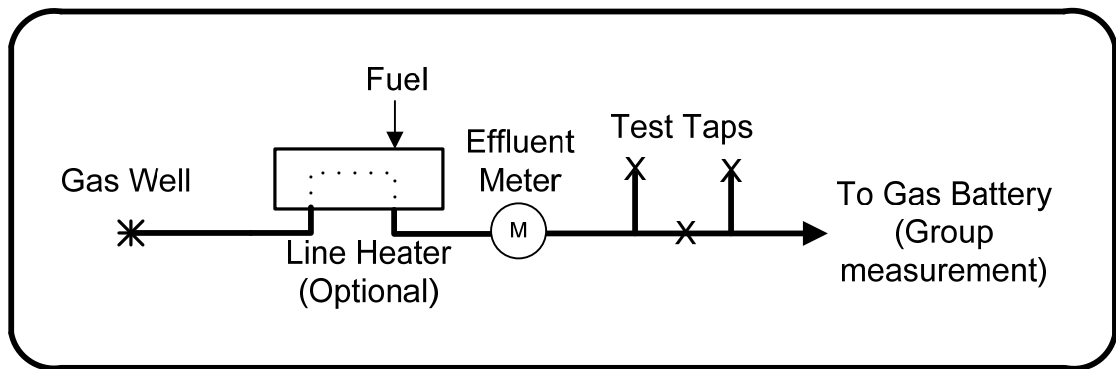 Fuel
Gas Well
Line Heater
(Optional)
Effluent
Meter
M
Test Taps
To Gas Battery
(Group
measurement)